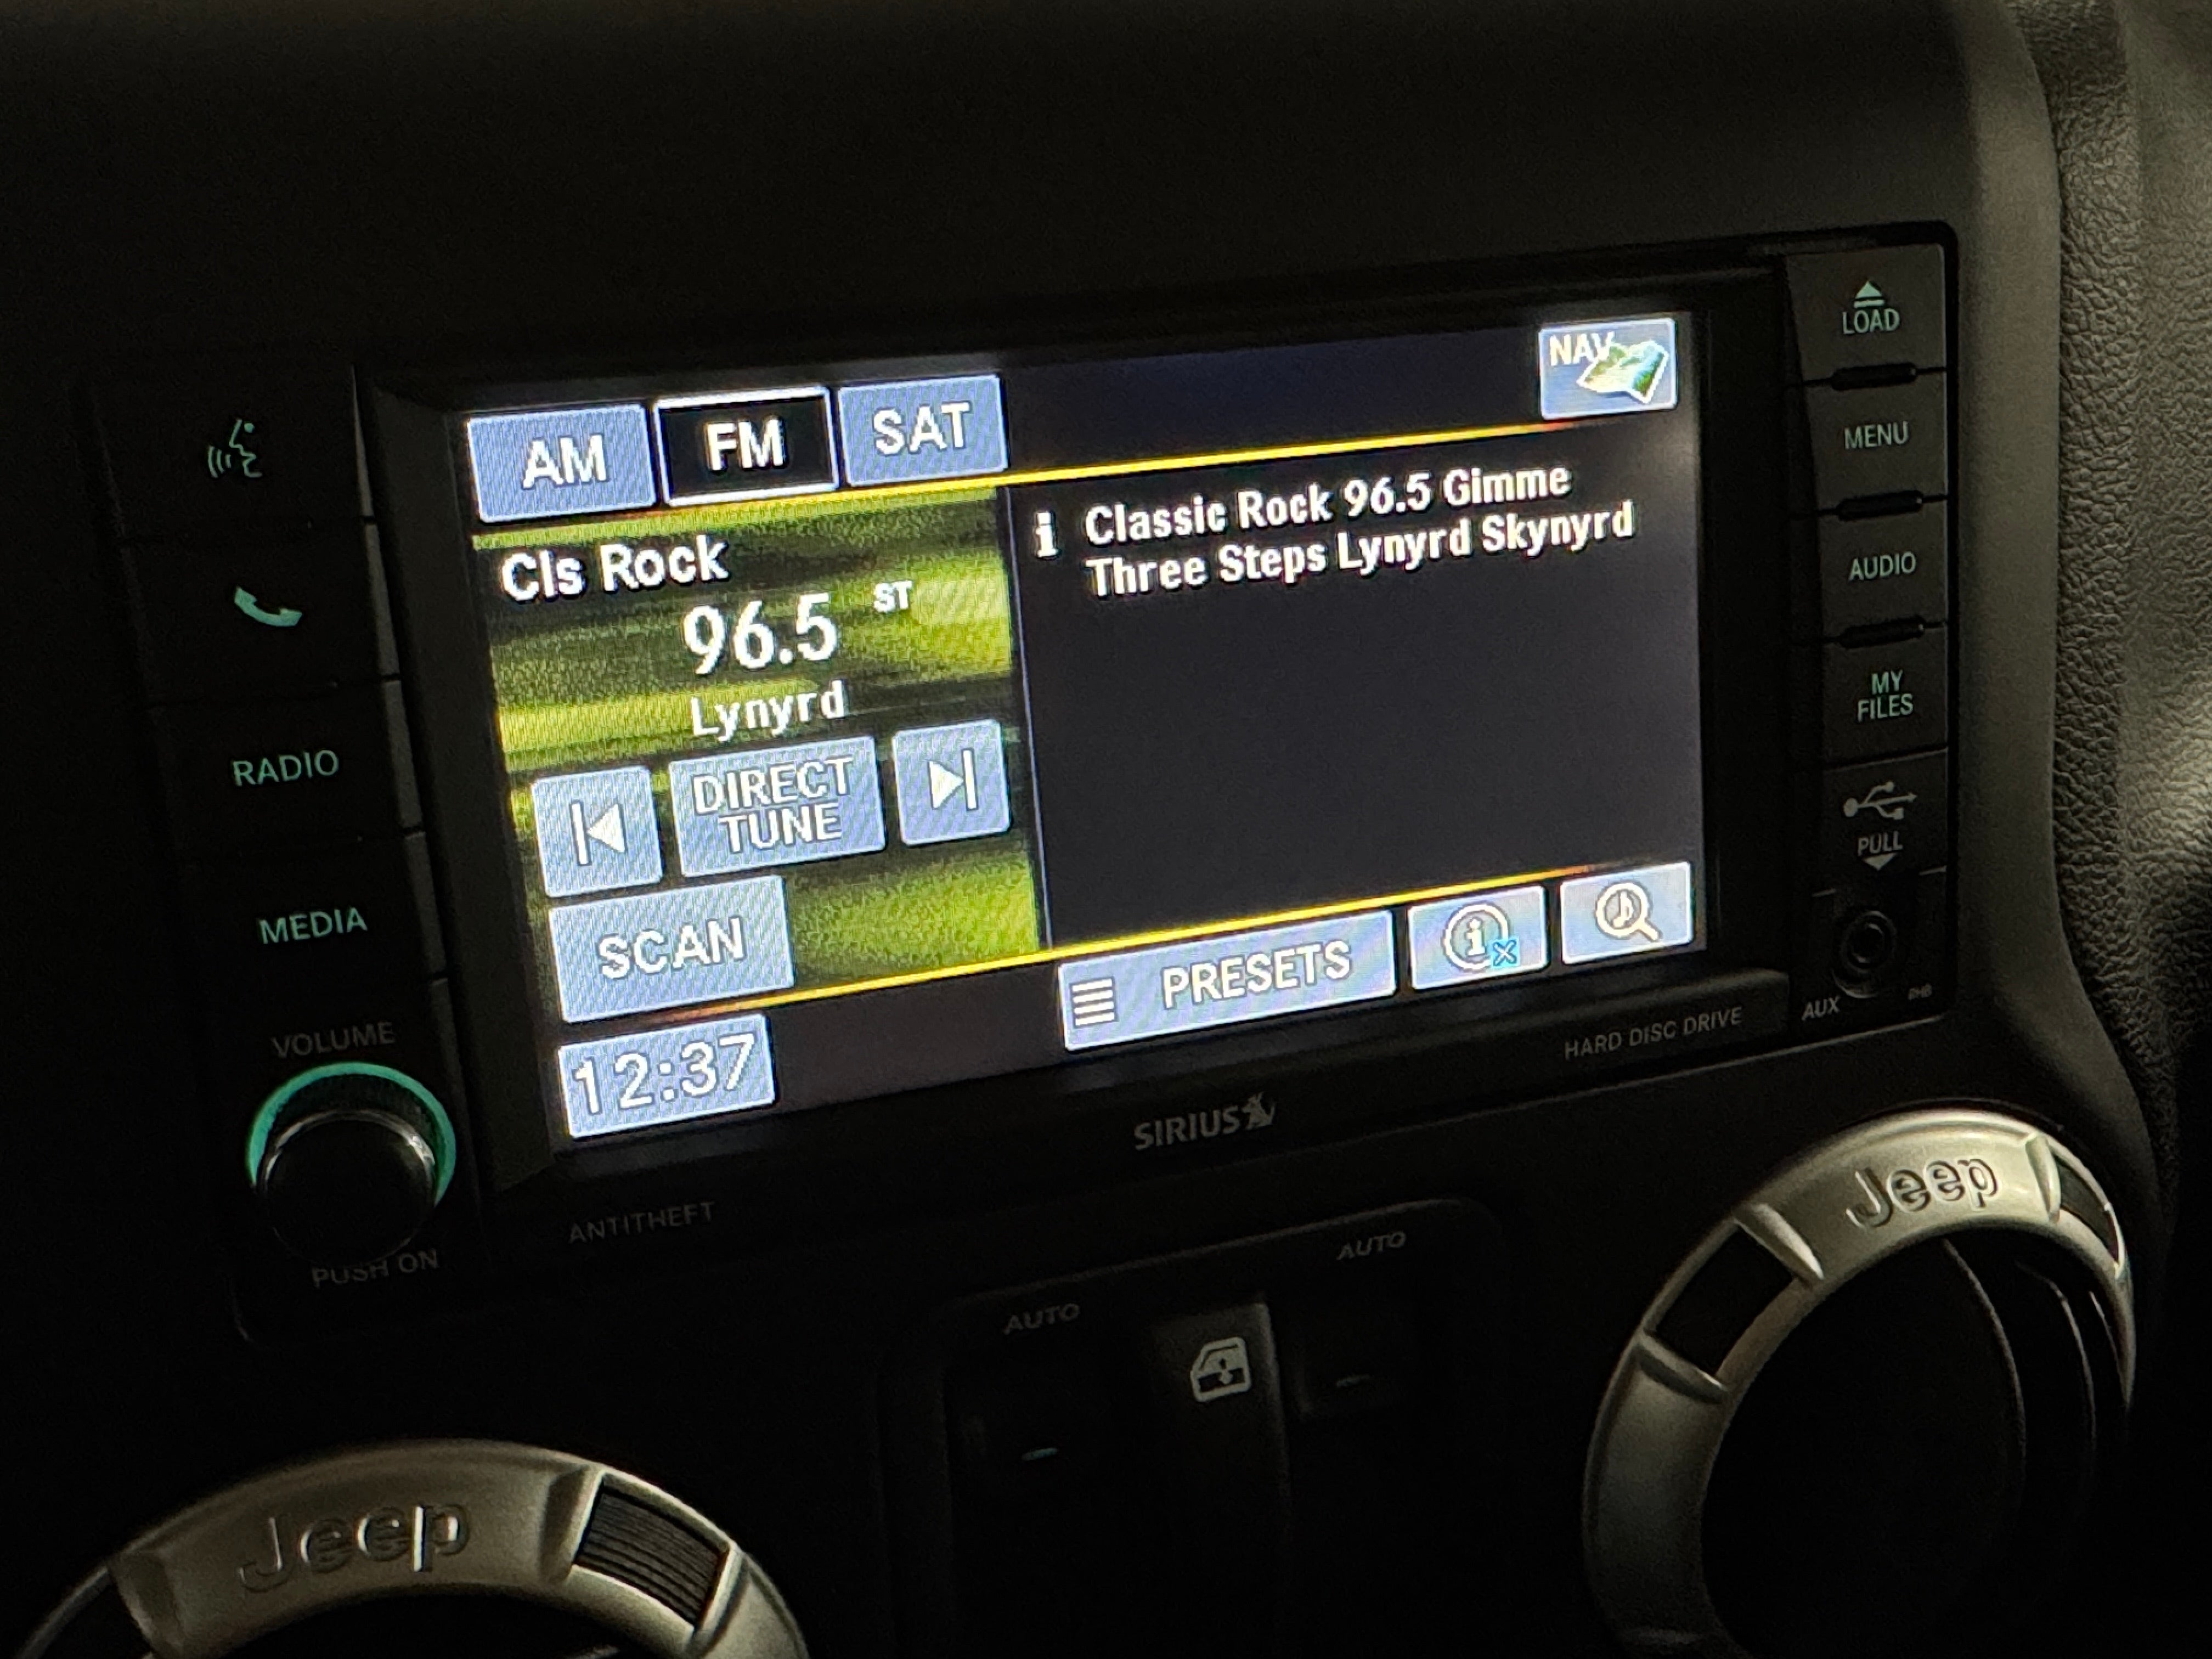 AM FM SAT NAV
Cls Rock
96.5 ST
Lynyrd
DIRECT
TUNE
SCAN
12:37
i Classic Rock 96.5 Gimme
Three Steps Lynyrd Skynyrd
PRESETS
RADIO
MEDIA
VOLUME
PUSH ON
LOAD
MENU
AUDIO
MY
FILES
PULL
AUX
RHB
HARD DISC DRIVE
SIRIUS
ANTITHEFT
AUTO
AUTO
Jeep
Jeep